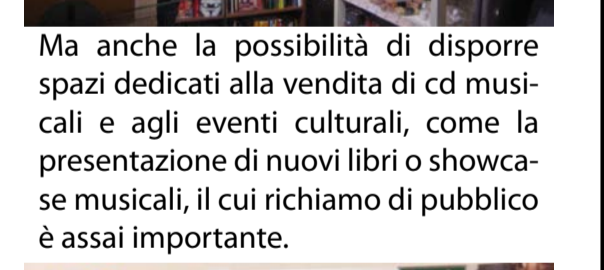 Ma anche la possibilità di disporre
spazi dedicati alla vendita di cd musi-
cali e agli eventi culturali, come la
presentazione di nuovi libri o showca-
se musicali, il cui richiamo di pubblico
è assai importante.